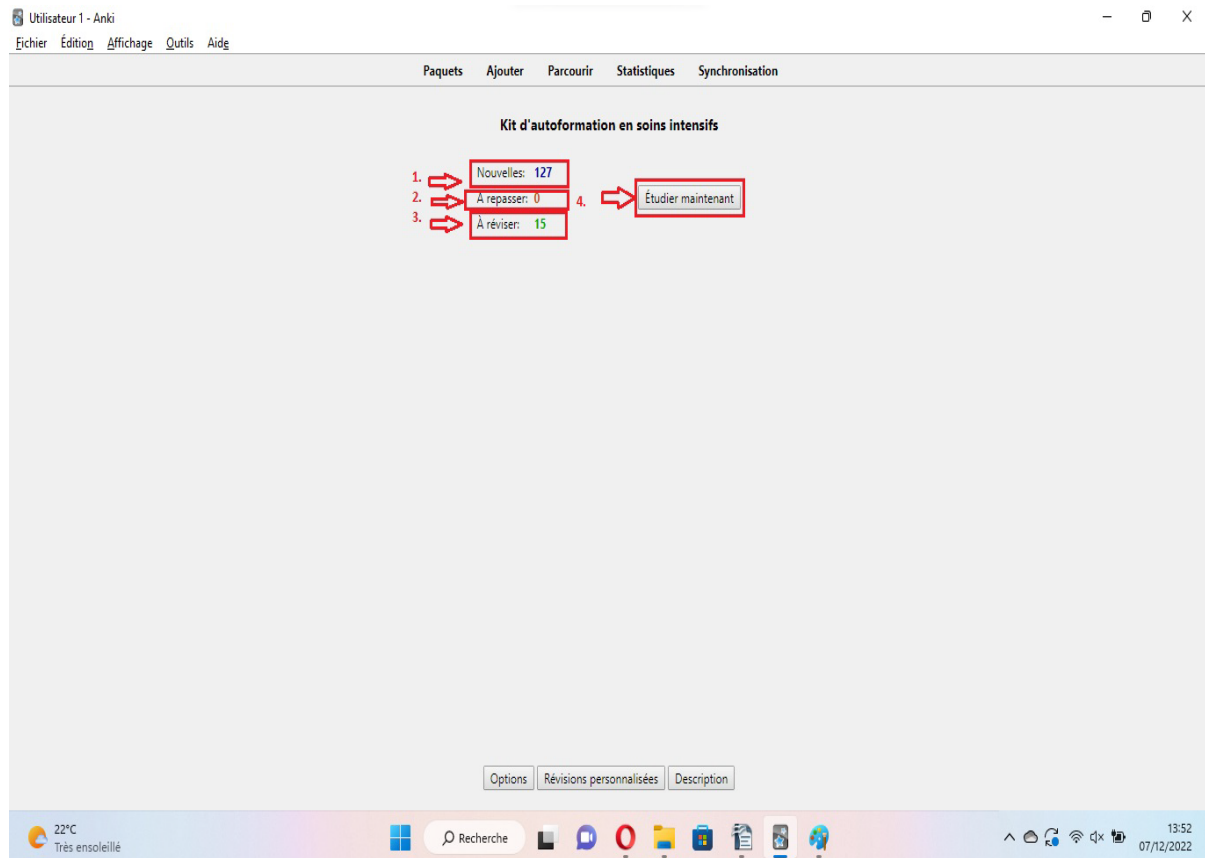 Utilisateur 1 - Anki
Fichier Édition Affichage Outils Aide
Paquets Ajouter Parcourir Statistiques Synchronisation
Kit d'autoformation en soins intensifs
1. Nouvelles: 127
2. A repasser: 0
3. À réviser: 15
4. Étudier maintenant
Options Révisions personnalisées Description
22°C
Très ensoleillé
Recherche
13:52
07/12/2022